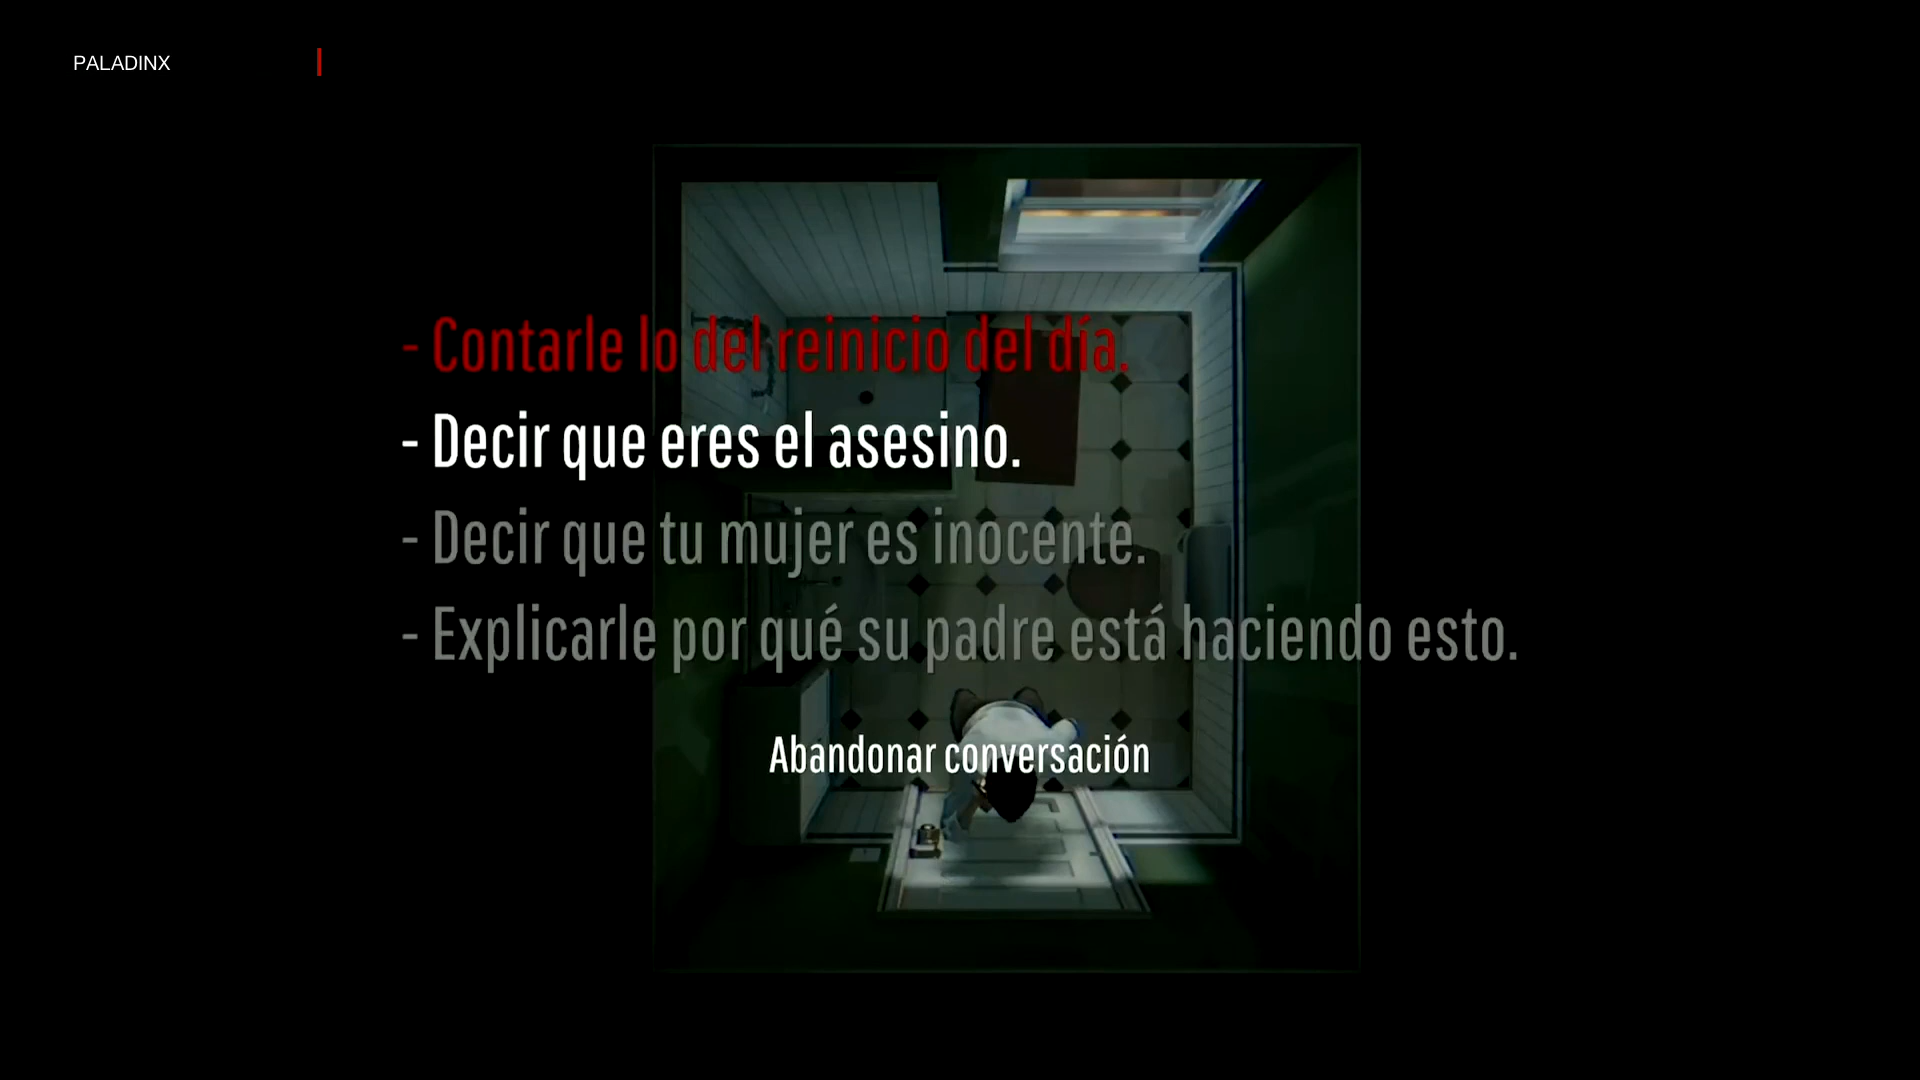 PALADINX
- Contarle lo del reinicio del día.
- Decir que eres el asesino.
- Decir que tu mujer es inocente.
- Explicarle por qué su padre está haciendo esto.
Abandonar conversación